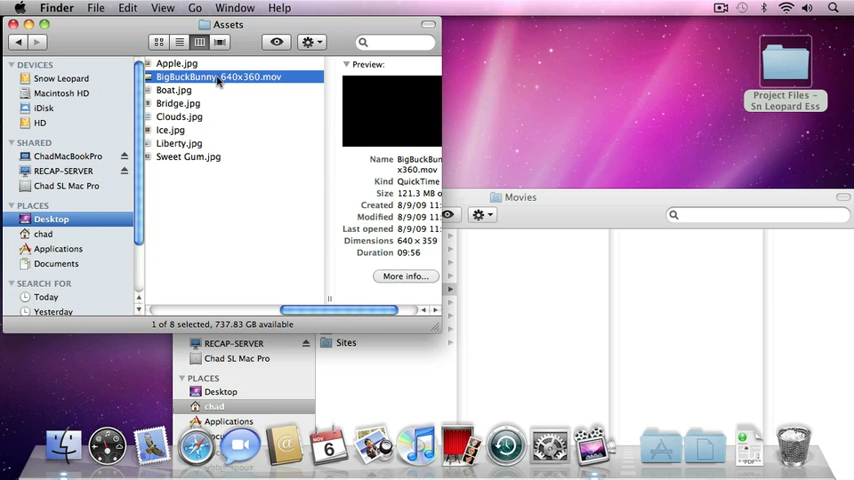 Finder File Edit View Go Window Help
Assets
DEVICES
Snow Leopard
Macintosh HD
iDisk
HD
SHARED
ChadMacBookPro
RECAP-SERVER
Chad SL Mac Pro
PLACES
Desktop
chad
Applications
Documents
SEARCH FOR
Today
Yesterday
Apple.jpg
BigBuckBunny-640x360.mov
Boat.jpg
Bridge.jpg
Clouds.jpg
Ice.jpg
Liberty.jpg
Sweet Gum.jpg
Preview:
Name BigBuckBun
x360.mov
Kind QuickTime
Size 121.3 MB o
Created 8/9/09 11:
Modified 8/9/09 11:
Last opened 8/9/09 11:
Dimensions 640 × 359
Duration 09:56
More info...
1 of 8 selected, 737.83 GB available
Project Files –
Sn Leopard Ess
Movies
RECAP-SERVER
Chad SL Mac Pro
PLACES
Desktop
chad
Applications
Sites
NOV
6
PDF